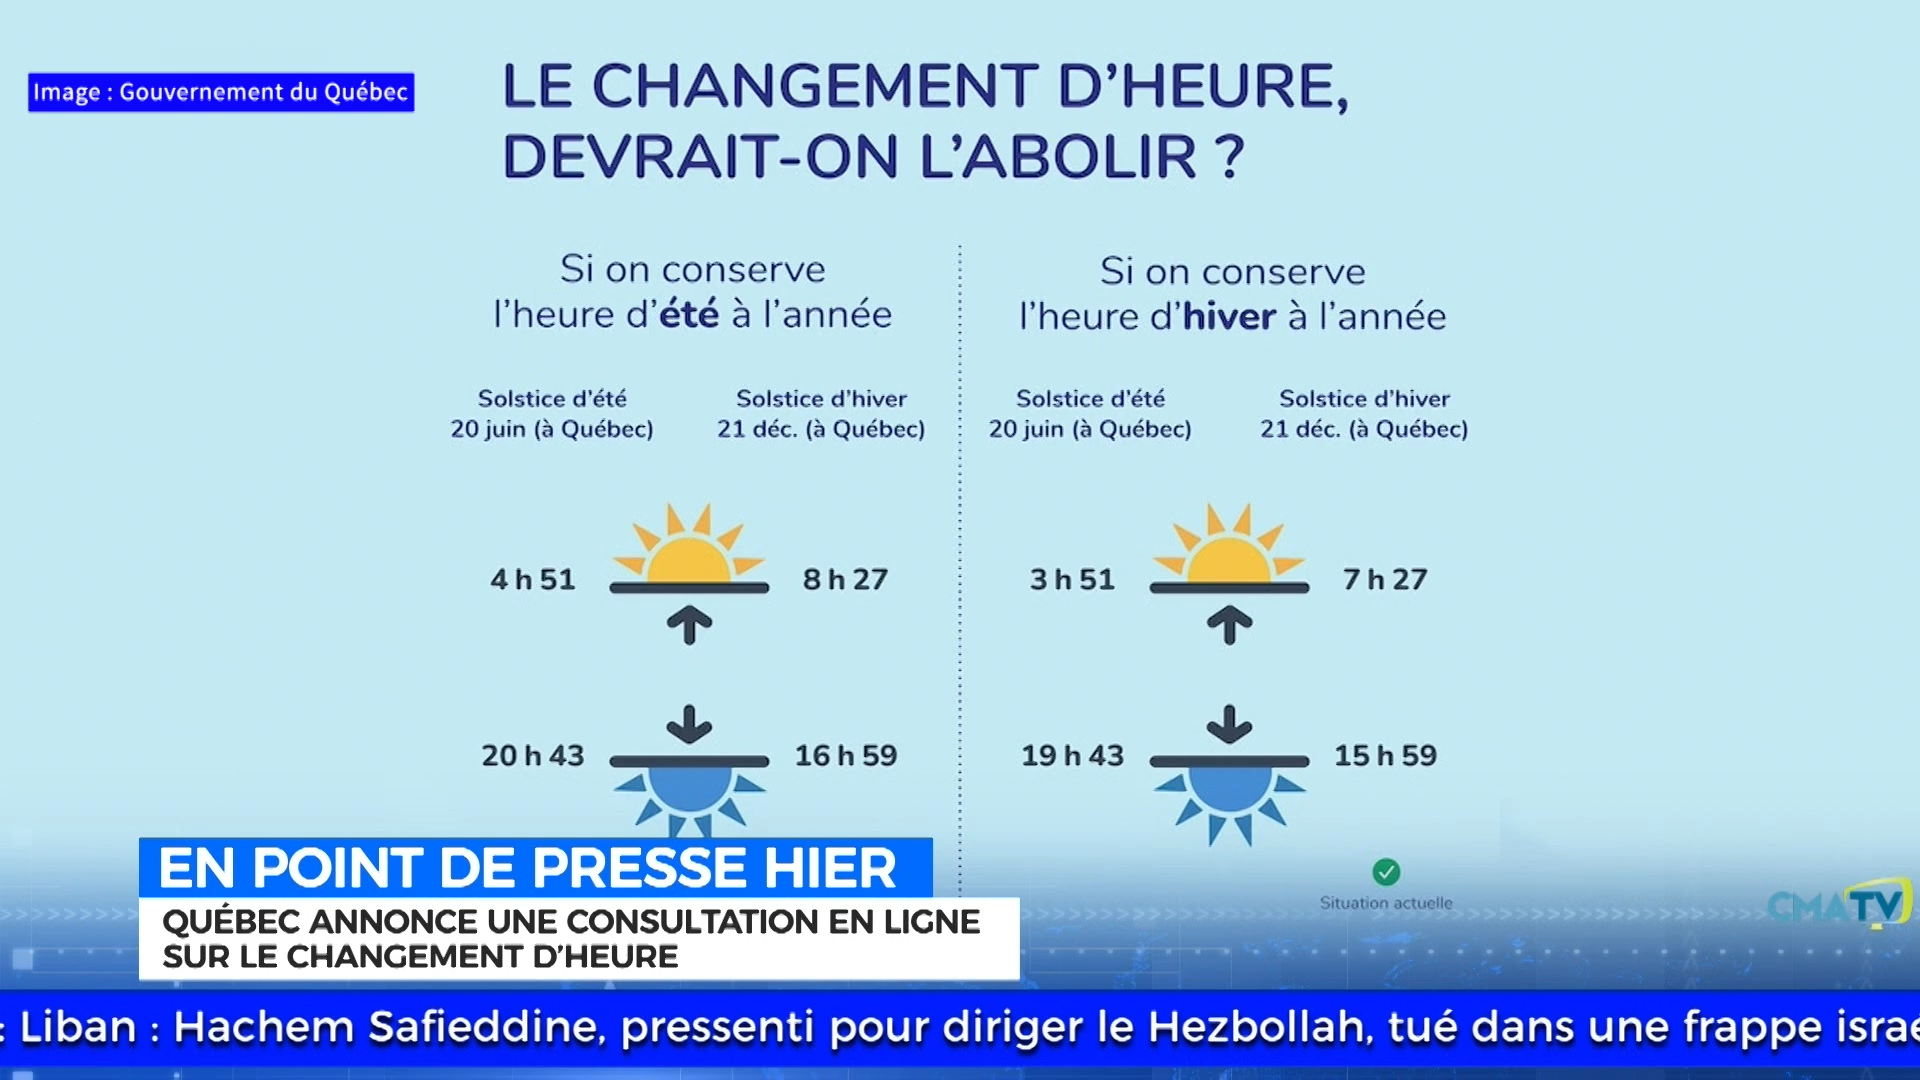 Image : Gouvernement du Québec
LE CHANGEMENT D'HEURE,
DEVRAIT-ON L'ABOLIR ?
Si on conserve
l'heure d'été à l'année
Solstice d'été
20 juin (à Québec)
Solstice d'hiver
21 déc. (à Québec)
4 h 51
8 h 27
20 h 43
16 h 59
Si on conserve
l'heure d'hiver à l'année
Solstice d'été
20 juin (à Québec)
Solstice d'hiver
21 déc. (à Québec)
3 h 51
7 h 27
19 h 43
15 h 59
Situation actuelle
EN POINT DE PRESSE HIER
QUÉBEC ANNONCE UNE CONSULTATION EN LIGNE
SUR LE CHANGEMENT D'HEURE
CMATV
: Liban : Hachem Safieddine, pressenti pour diriger le Hezbollah, tué dans une frappe israé